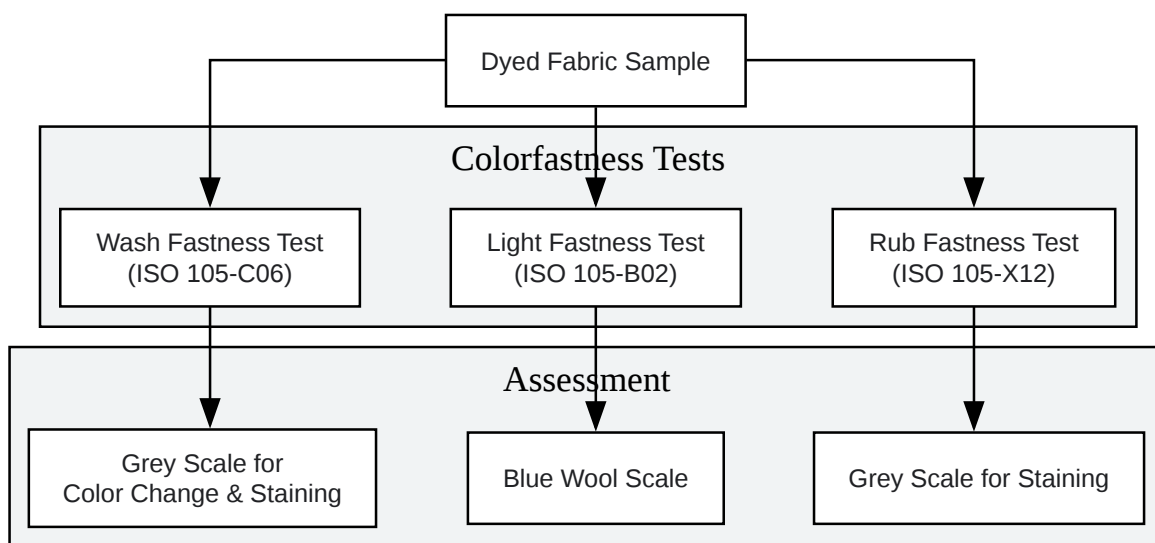 Dyed Fabric Sample
Colorfastness Tests
Wash Fastness Test
(ISO 105-C06)
Light Fastness Test
(ISO 105-B02)
Rub Fastness Test
(ISO 105-X12)
Assessment
Grey Scale for
Color Change & Staining
Blue Wool Scale
Grey Scale for Staining